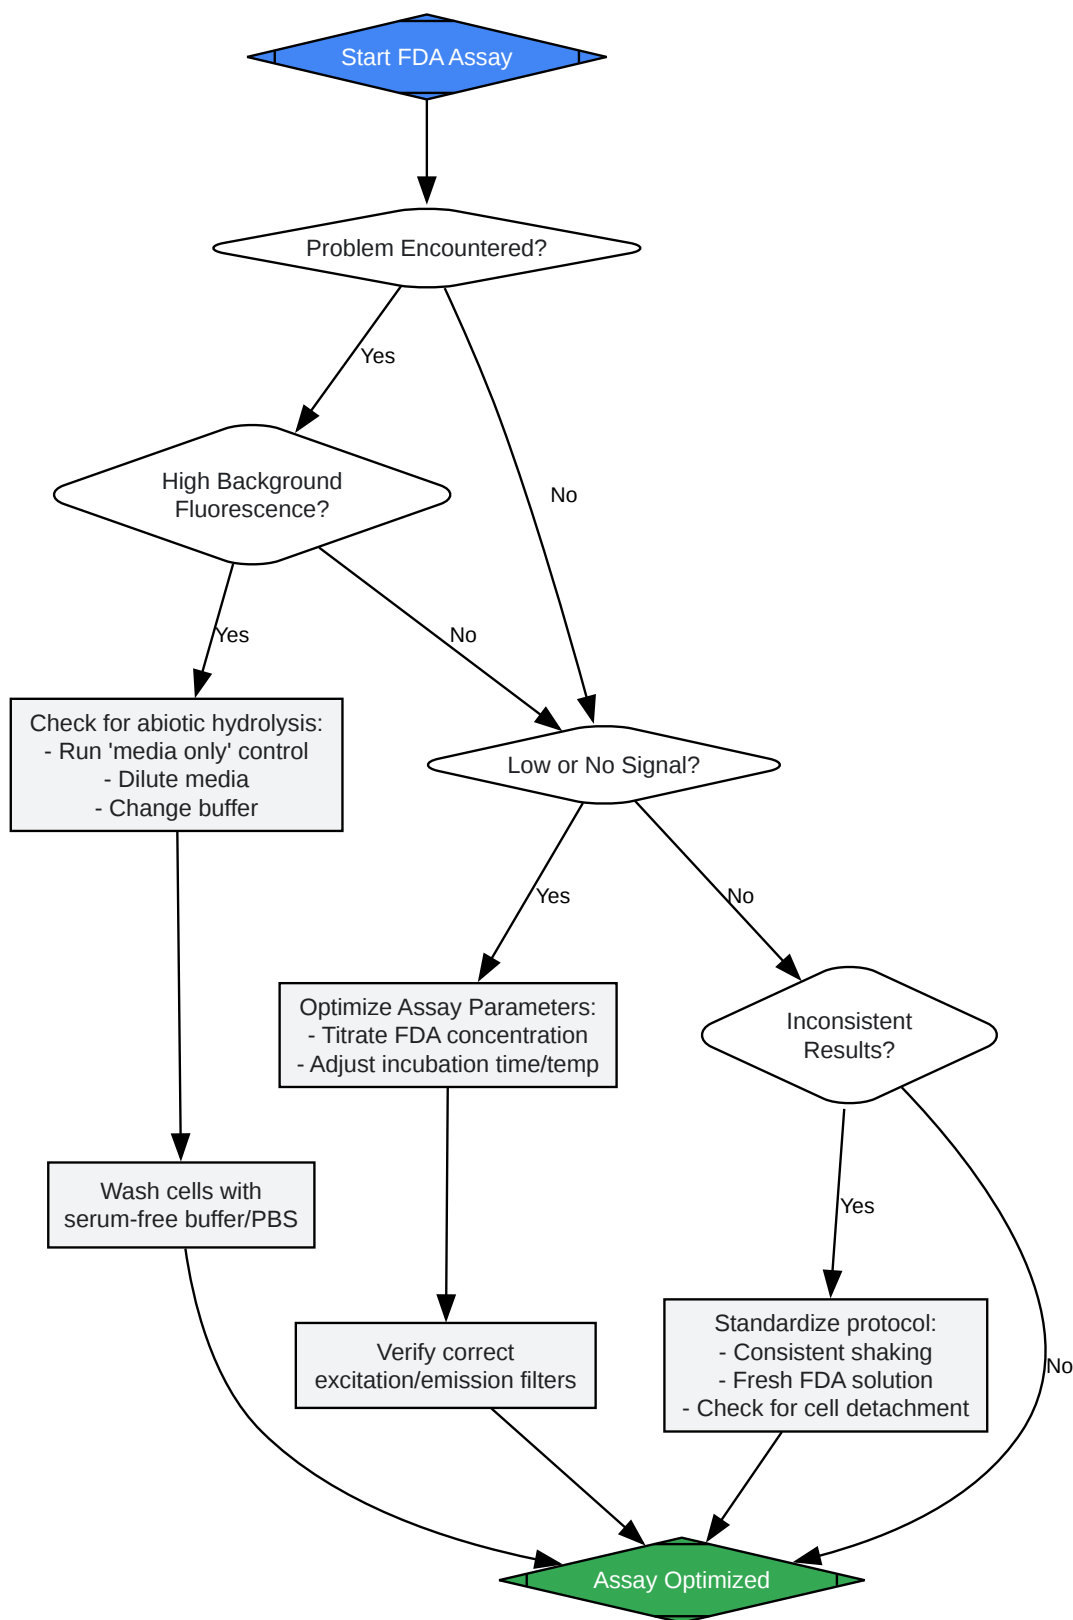 Start FDA Assay
Problem Encountered?
Yes
No
High Background
Fluorescence?
Yes
No
Check for abiotic hydrolysis:
- Run 'media only' control
- Dilute media
- Change buffer
Low or No Signal?
Yes
No
Optimize Assay Parameters:
- Titrate FDA concentration
- Adjust incubation time/temp
Inconsistent
Results?
Yes
No
Wash cells with
serum-free buffer/PBS
Verify correct
excitation/emission filters
Standardize protocol:
- Consistent shaking
- Fresh FDA solution
- Check for cell detachment
Assay Optimized